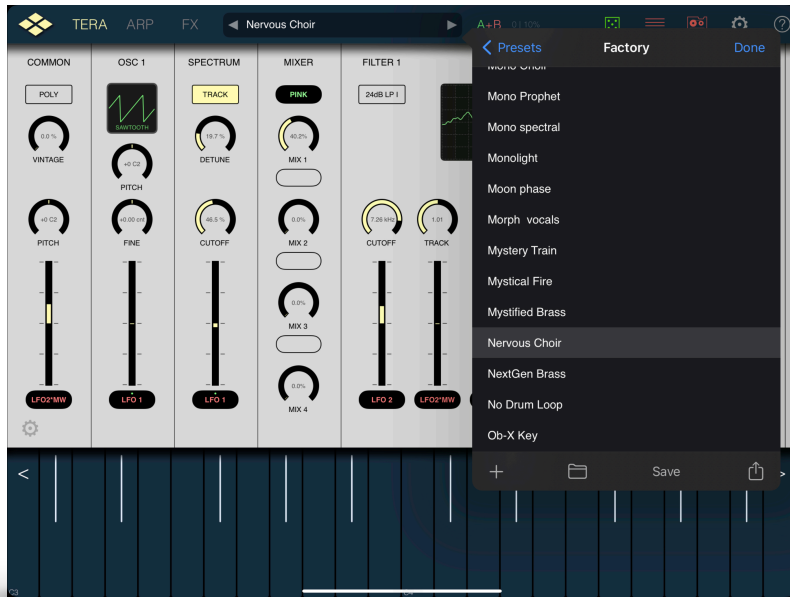 TERA ARP FX Nervous Choir A+B 0 | 10% ?
COMMON OSC 1 SPECTRUM MIXER FILTER 1
POLY TRACK PINK 24dB LP I
SAWTOOTH
0.0 % 19.7 % 40.2%
VINTAGE DETUNE MIX 1
+0 C2
PITCH
+0 C2 +0.00 cnt 46.5 % 0.0% 7.26 kHz 1.01
PITCH FINE CUTOFF MIX 2 CUTOFF TRACK
0.0%
MIX 3
0.0%
LFO2*MW LFO 1 LFO 1 LFO 2 LFO2*MW
MIX 4
Presets Factory Done
Mono Choir
Mono Prophet
Mono spectral
Monolight
Moon phase
Morph vocals
Mystery Train
Mystical Fire
Mystified Brass
Nervous Choir
NextGen Brass
No Drum Loop
Ob-X Key
Save
< >
C3